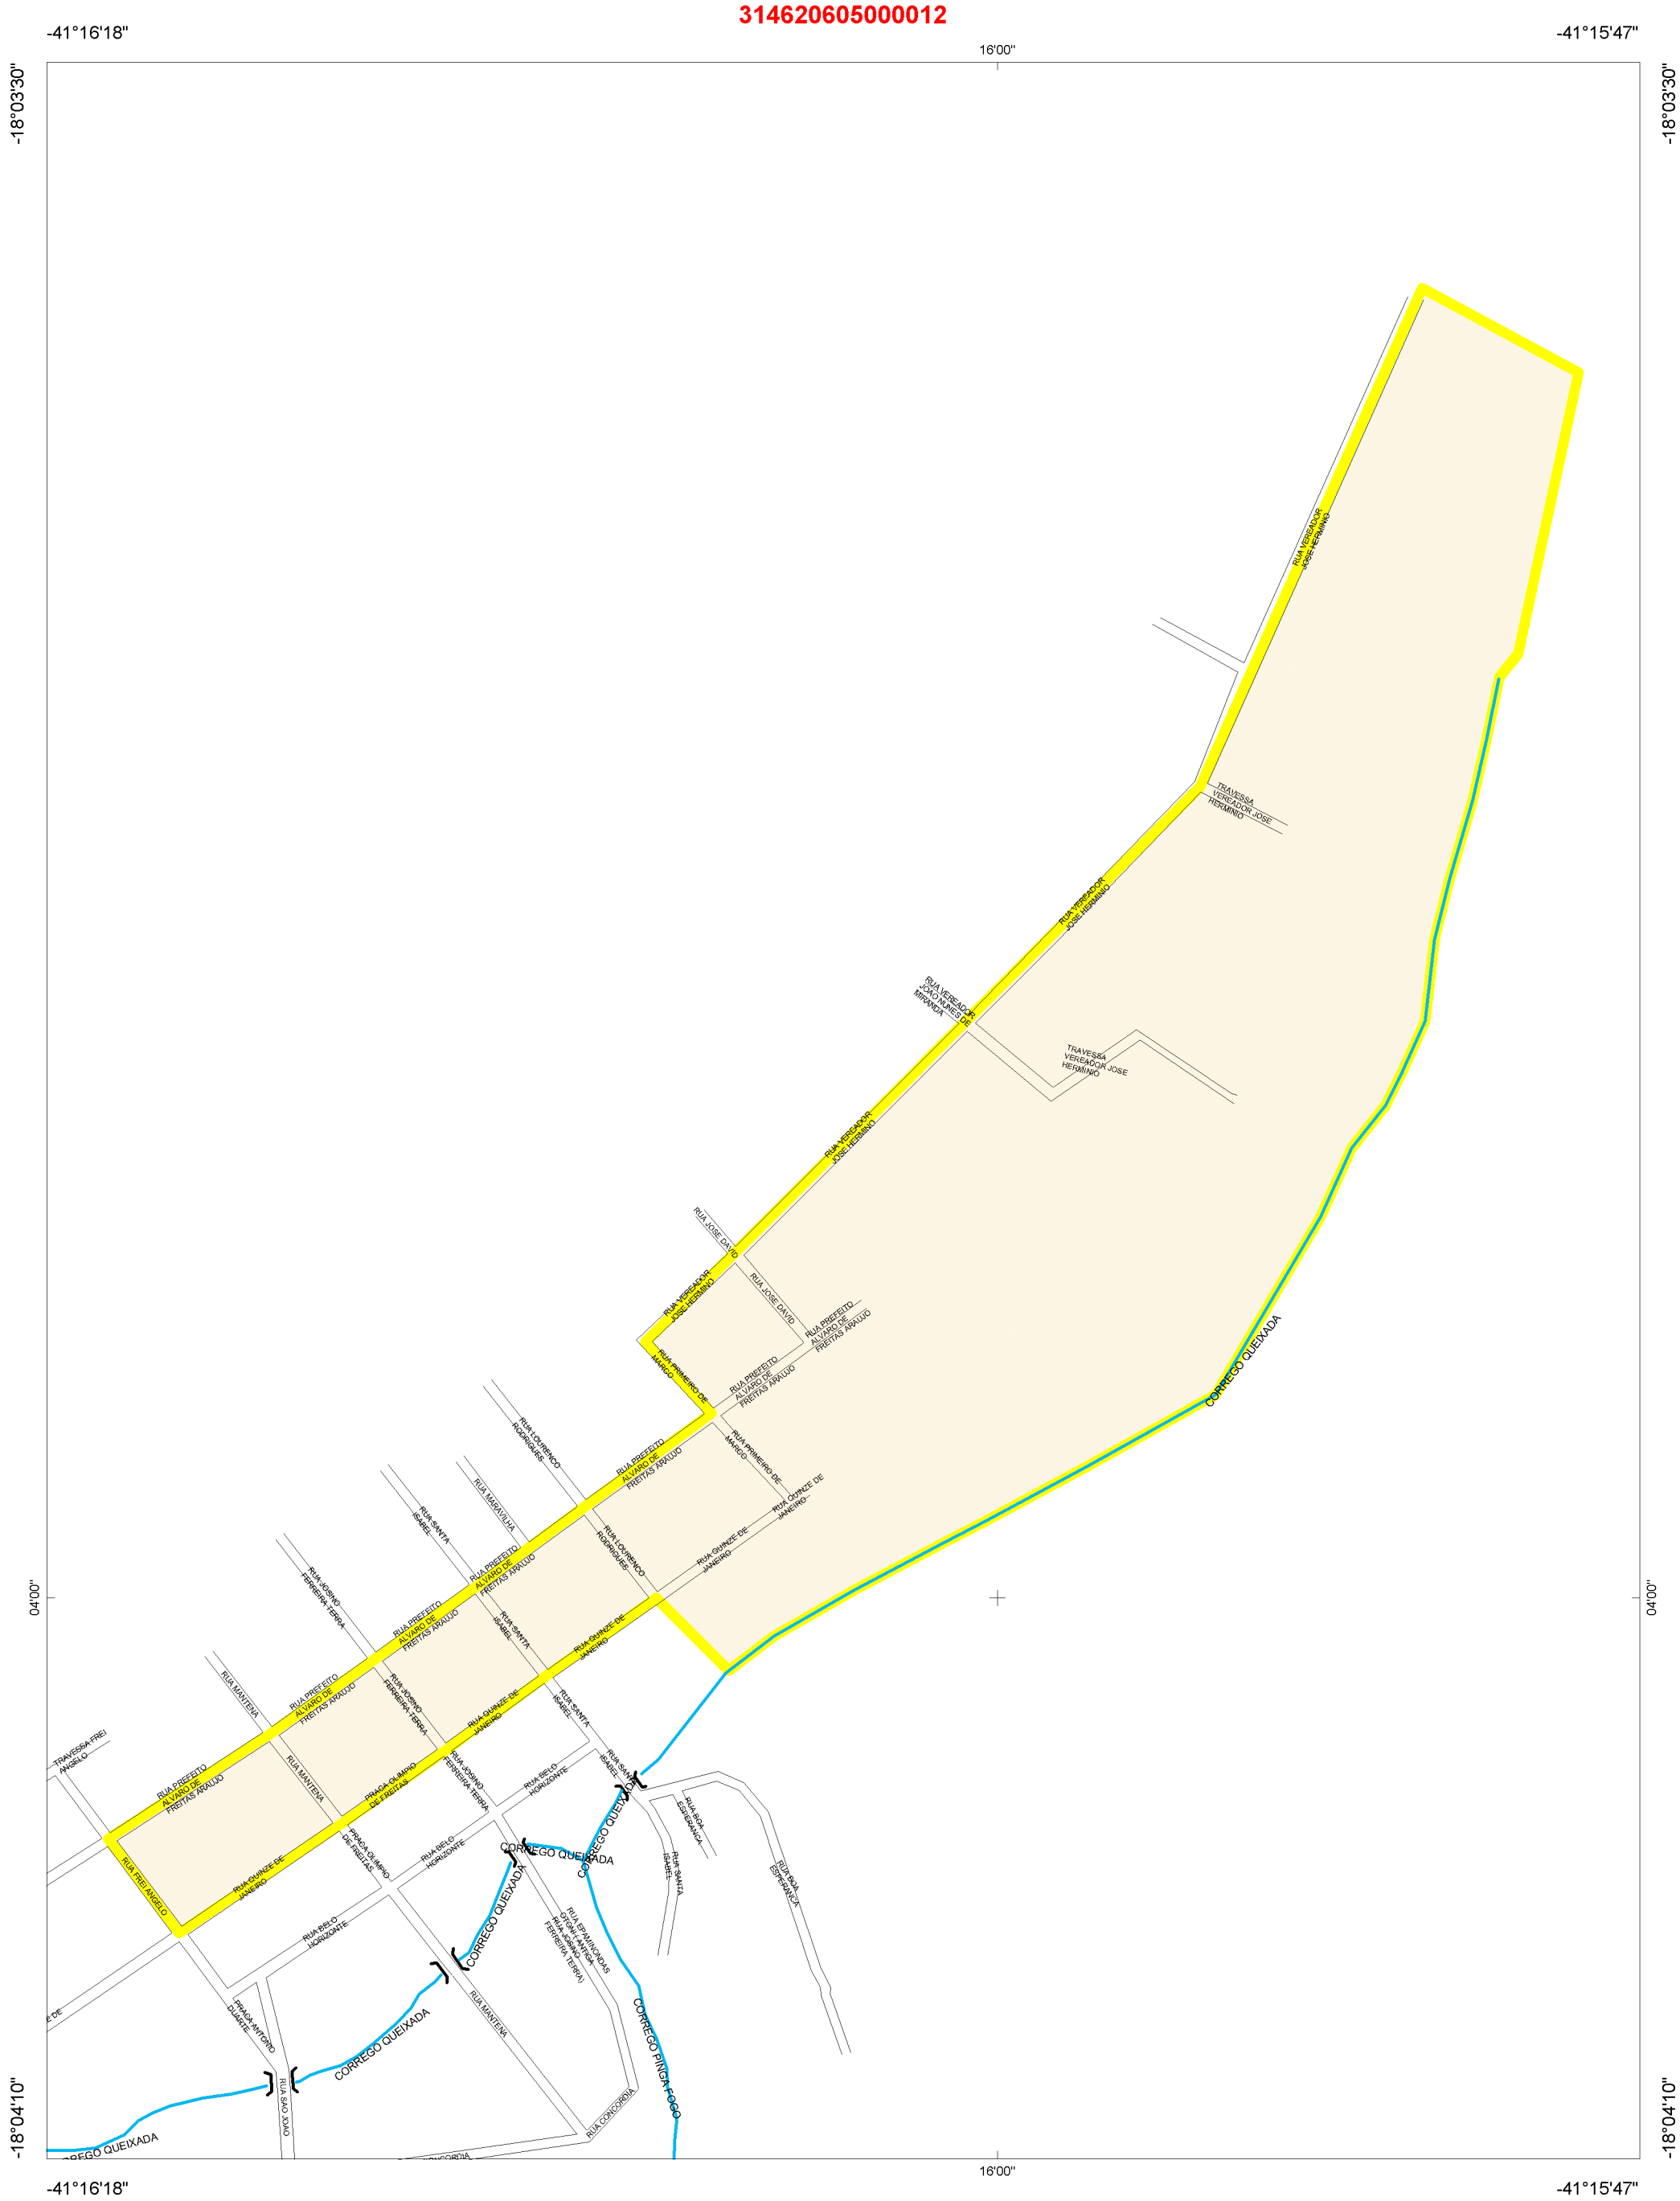 314620605000012
-41°16'18"
16'00"
-41°15'47"
-18°03'30"
-18°03'30"
RUA VEREADOR
JOSE HERMINIO
TRAVESSA
VEREADOR JOSE
HERMINIO
RUA VEREADOR
JOSE HERMINIO
RUA VEREADOR
JOAO NUNES DE
MIRANDA
TRAVESSA
VEREADOR JOSE
HERMINIO
RUA VEREADOR
JOSE HERMINO
RUA JOSE DAVID
RUA JOSE DAVID
RUA VEREADOR
JOSE HERMINO
RUA PREFEITO
ALVARO DE
FREITAS ARAUJO
CORREGO QUEIXADA
RUA PRIMEIRO DE
MARCO
RUA PREFEITO
ALVARO DE
FREITAS ARAUJO
RUA LOURENCO
RODRIGUES
RUA PREFEITO
ALVARO DE
FREITAS ARAUJO
RUA PRIMEIRO DE
MARCO
RUA QUINZE DE
JANEIRO
RUA MARAVILHA
RUA SANTA
ISABEL
RUA LOURENCO
RODRIGUES
RUA QUINZE DE
JANEIRO
RUA PREFEITO
ALVARO DE
FREITAS ARAUJO
RUA JOSINO
FERREIRA TERRA
04'00"
04'00"
RUA PREFEITO
ALVARO DE
FREITAS ARAUJO
RUA SANTA
ISABEL
RUA QUINZE DE
JANEIRO
RUA MANTENA
RUA PREFEITO
ALVARO DE
FREITAS ARAUJO
RUA JOSINO
FERREIRA TERRA
RUA QUINZE DE
JANEIRO
RUA SANTA
ISABEL
TRAVESSA FREI
ANGELO
RUA PREFEITO
ALVARO DE
FREITAS ARAUJO
RUA MANTENA
PRACA OLIMPIO
DE FREITAS
RUA JOSINO
FERREIRA TERRA
RUA BELO
HORIZONTE
RUA SANTA
ISABEL
CORREGO QUEIXADA
RUA BOA
ESPERANCA
RUA FREI ANGELO
RUA QUINZE DE
JANEIRO
PRACA OLIMPIO
DE FREITAS
RUA BELO
HORIZONTE
CORREGO QUEIXADA
RUA SANTA
ISABEL
RUA BOA
ESPERANCA
RUA BELO
HORIZONTE
CORREGO QUEIXADA
RUA EPAMINONDAS
OTONI (ANTIGA
RUA JOSINO
FERREIRA TERRA)
E DE
PRACA ANTONIO
DUARTE
RUA MANTENA
CORREGO QUEIXADA
CORREGO PINGA FOGO
RUA SAO JOAO
RUA CONCORDIA
RREGO QUEIXADA
ONCORDIA
-18°04'10"
-18°04'10"
-41°16'18"
16'00"
-41°15'47"